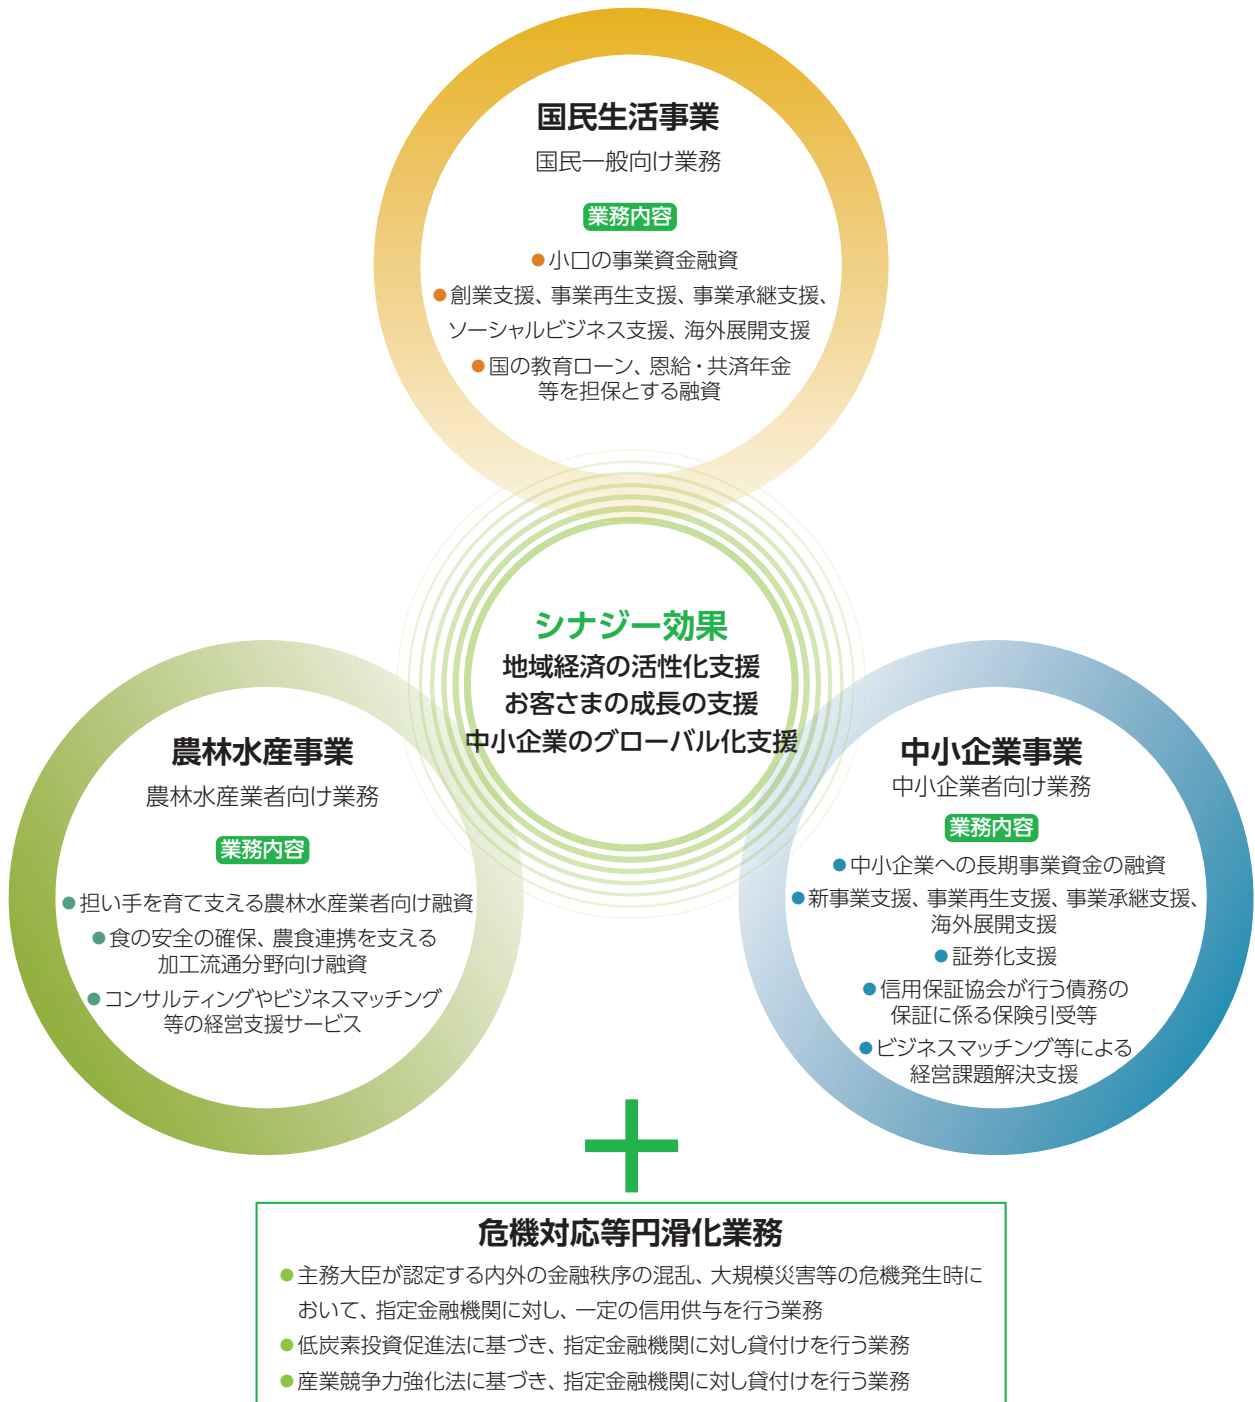 国民生活事業
国民一般向け業務
業務内容
●小口の事業資金融資
●創業支援、事業再生支援、事業承継支援、
ソーシャルビジネス支援、海外展開支援
●国の教育ローン、恩給・共済年金
等を担保とする融資
シナジー効果
地域経済の活性化支援
お客さまの成長の支援
中小企業のグローバル化支援
農林水産事業
農林水産業者向け業務
業務内容
●担い手を育て支える農林水産業者向け融資
●食の安全の確保、農食連携を支える
加工流通分野向け融資
●コンサルティングやビジネスマッチング
等の経営支援サービス
中小企業事業
中小企業者向け業務
業務内容
●中小企業への長期事業資金の融資
●新事業支援、事業再生支援、事業承継支援、
海外展開支援
●証券化支援
●信用保証協会が行う債務の
保証に係る保険引受等
●ビジネスマッチング等による
経営課題解決支援
危機対応等円滑化業務
●主務大臣が認定する内外の金融秩序の混乱、大規模災害等の危機発生時に
おいて、指定金融機関に対し、一定の信用供与を行う業務
●低炭素投資促進法に基づき、指定金融機関に対し貸付けを行う業務
●産業競争力強化法に基づき、指定金融機関に対し貸付けを行う業務